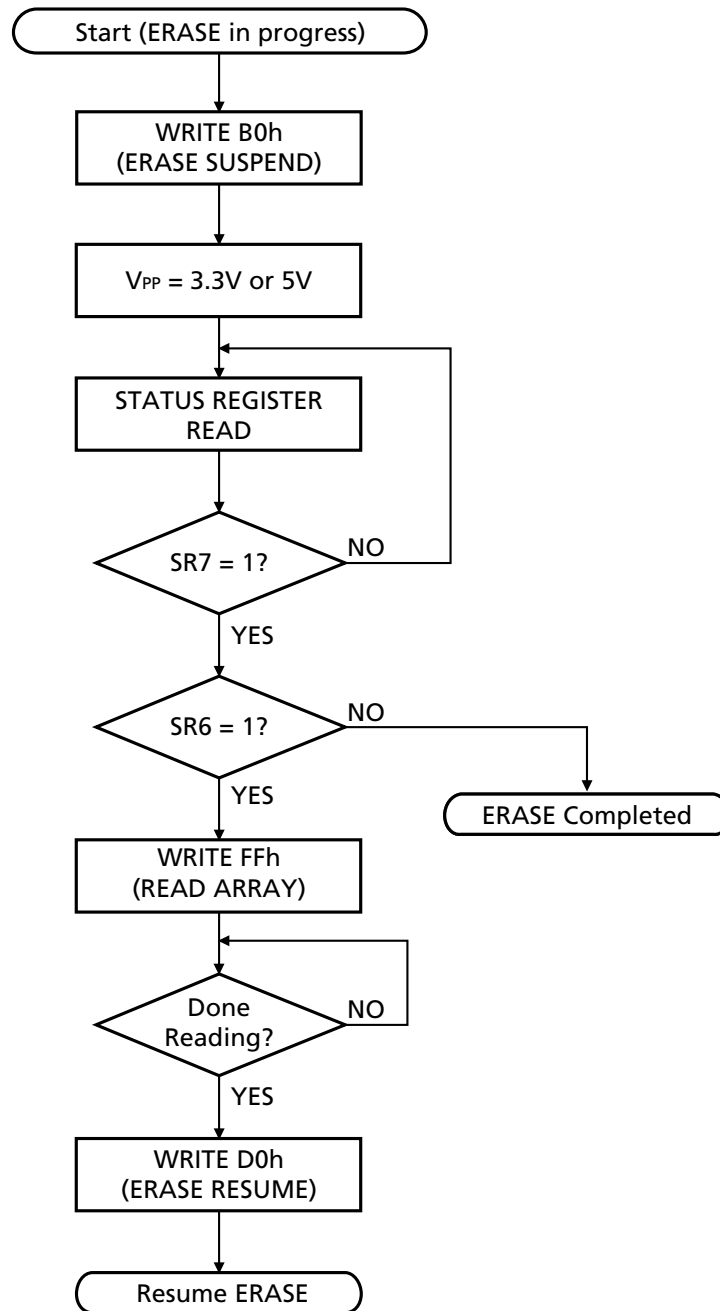 Start (ERASE in progress)
WRITE B0h
(ERASE SUSPEND)
VPP = 3.3V or 5V
STATUS REGISTER
READ
SR7 = 1?
NO
YES
SR6 = 1?
NO
YES
ERASE Completed
WRITE FFh
(READ ARRAY)
Done
Reading?
NO
YES
WRITE D0h
(ERASE RESUME)
Resume ERASE